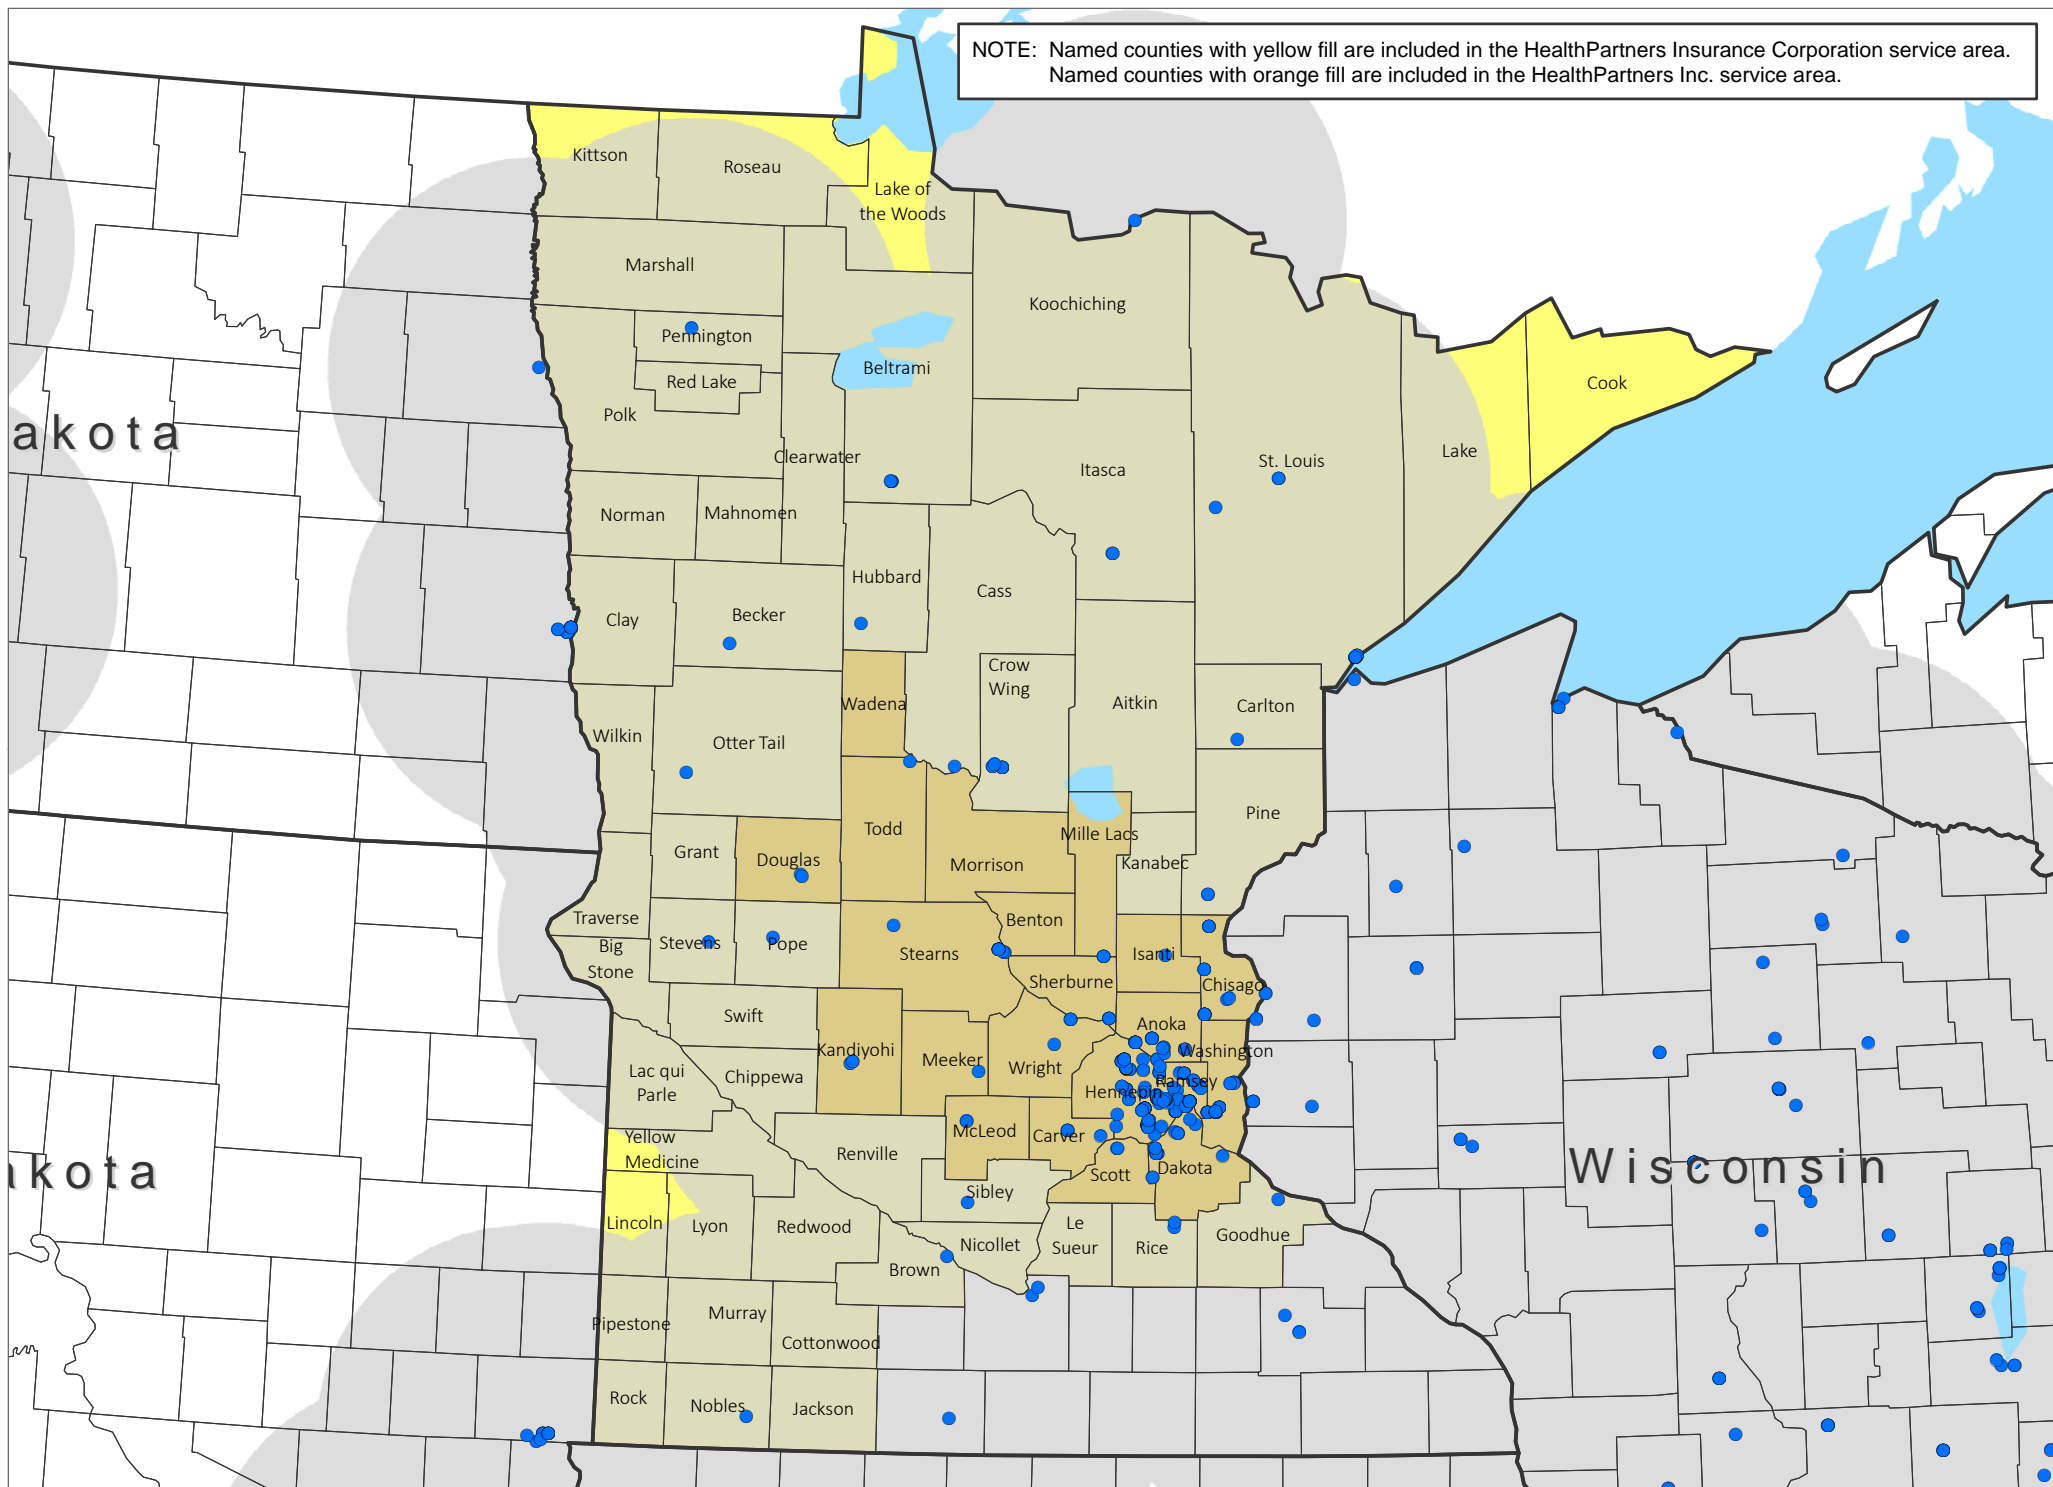 NOTE: Named counties with yellow fill are included in the HealthPartners Insurance Corporation service area.
Named counties with orange fill are included in the HealthPartners Inc. service area.
Kittson
Roseau
Lake of
the Woods
Marshall
Koochiching
Pennington
Beltrami
Red Lake
Cook
Polk
akota
Clearwater
Itasca
St. Louis
Lake
Norman
Mahnomen
Hubbard
Cass
Clay
Becker
Crow
Wing
Wadena
Aitkin
Carlton
Wilkin
Otter Tail
Pine
Todd
Mille Lacs
Grant
Douglas
Morrison
Kanabec
Traverse
Benton
Stevens
Pope
Big
Stone
Stearns
Isanti
Sherburne
Chisago
Swift
Anoka
Kandiyohi
Meeker
Wright
Washington
Lac qui
Parle
Chippewa
Ramsey
Hennepin
McLeod
Carver
Yellow
Medicine
Renville
Scott
Dakota
Wisconsin
akota
Sibley
Lincoln
Lyon
Redwood
Le
Sueur
Rice
Goodhue
Nicollet
Brown
Pipestone
Murray
Cottonwood
Rock
Nobles
Jackson